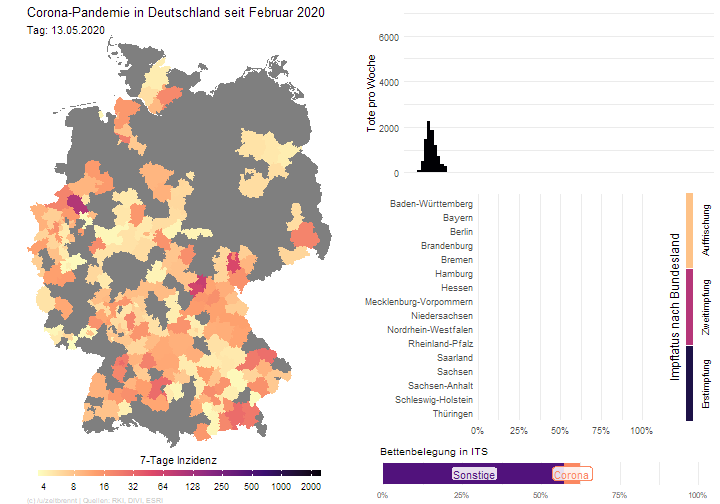 Corona-Pandemie in Deutschland seit Februar 2020
Tag: 13.05.2020
7-Tage Inzidenz
4 8 16 32 64 128 250 500 1000 2000
(c) /u/zeitbrennt | Quellen: RKI, DIVI, ESRI
Tote pro Woche
6000
4000
2000
0
Baden-Württemberg
Bayern
Berlin
Brandenburg
Bremen
Hamburg
Hessen
Mecklenburg-Vorpommern
Niedersachsen
Nordrhein-Westfalen
Rheinland-Pfalz
Saarland
Sachsen
Sachsen-Anhalt
Schleswig-Holstein
Thüringen
0% 25% 50% 75% 100%
Impfstatus nach Bundesland
Auffrischung
Zweitimpfung
Erstimpfung
Bettenbelegung in ITS
Sonstige
Corona
0% 25% 50% 75% 100%